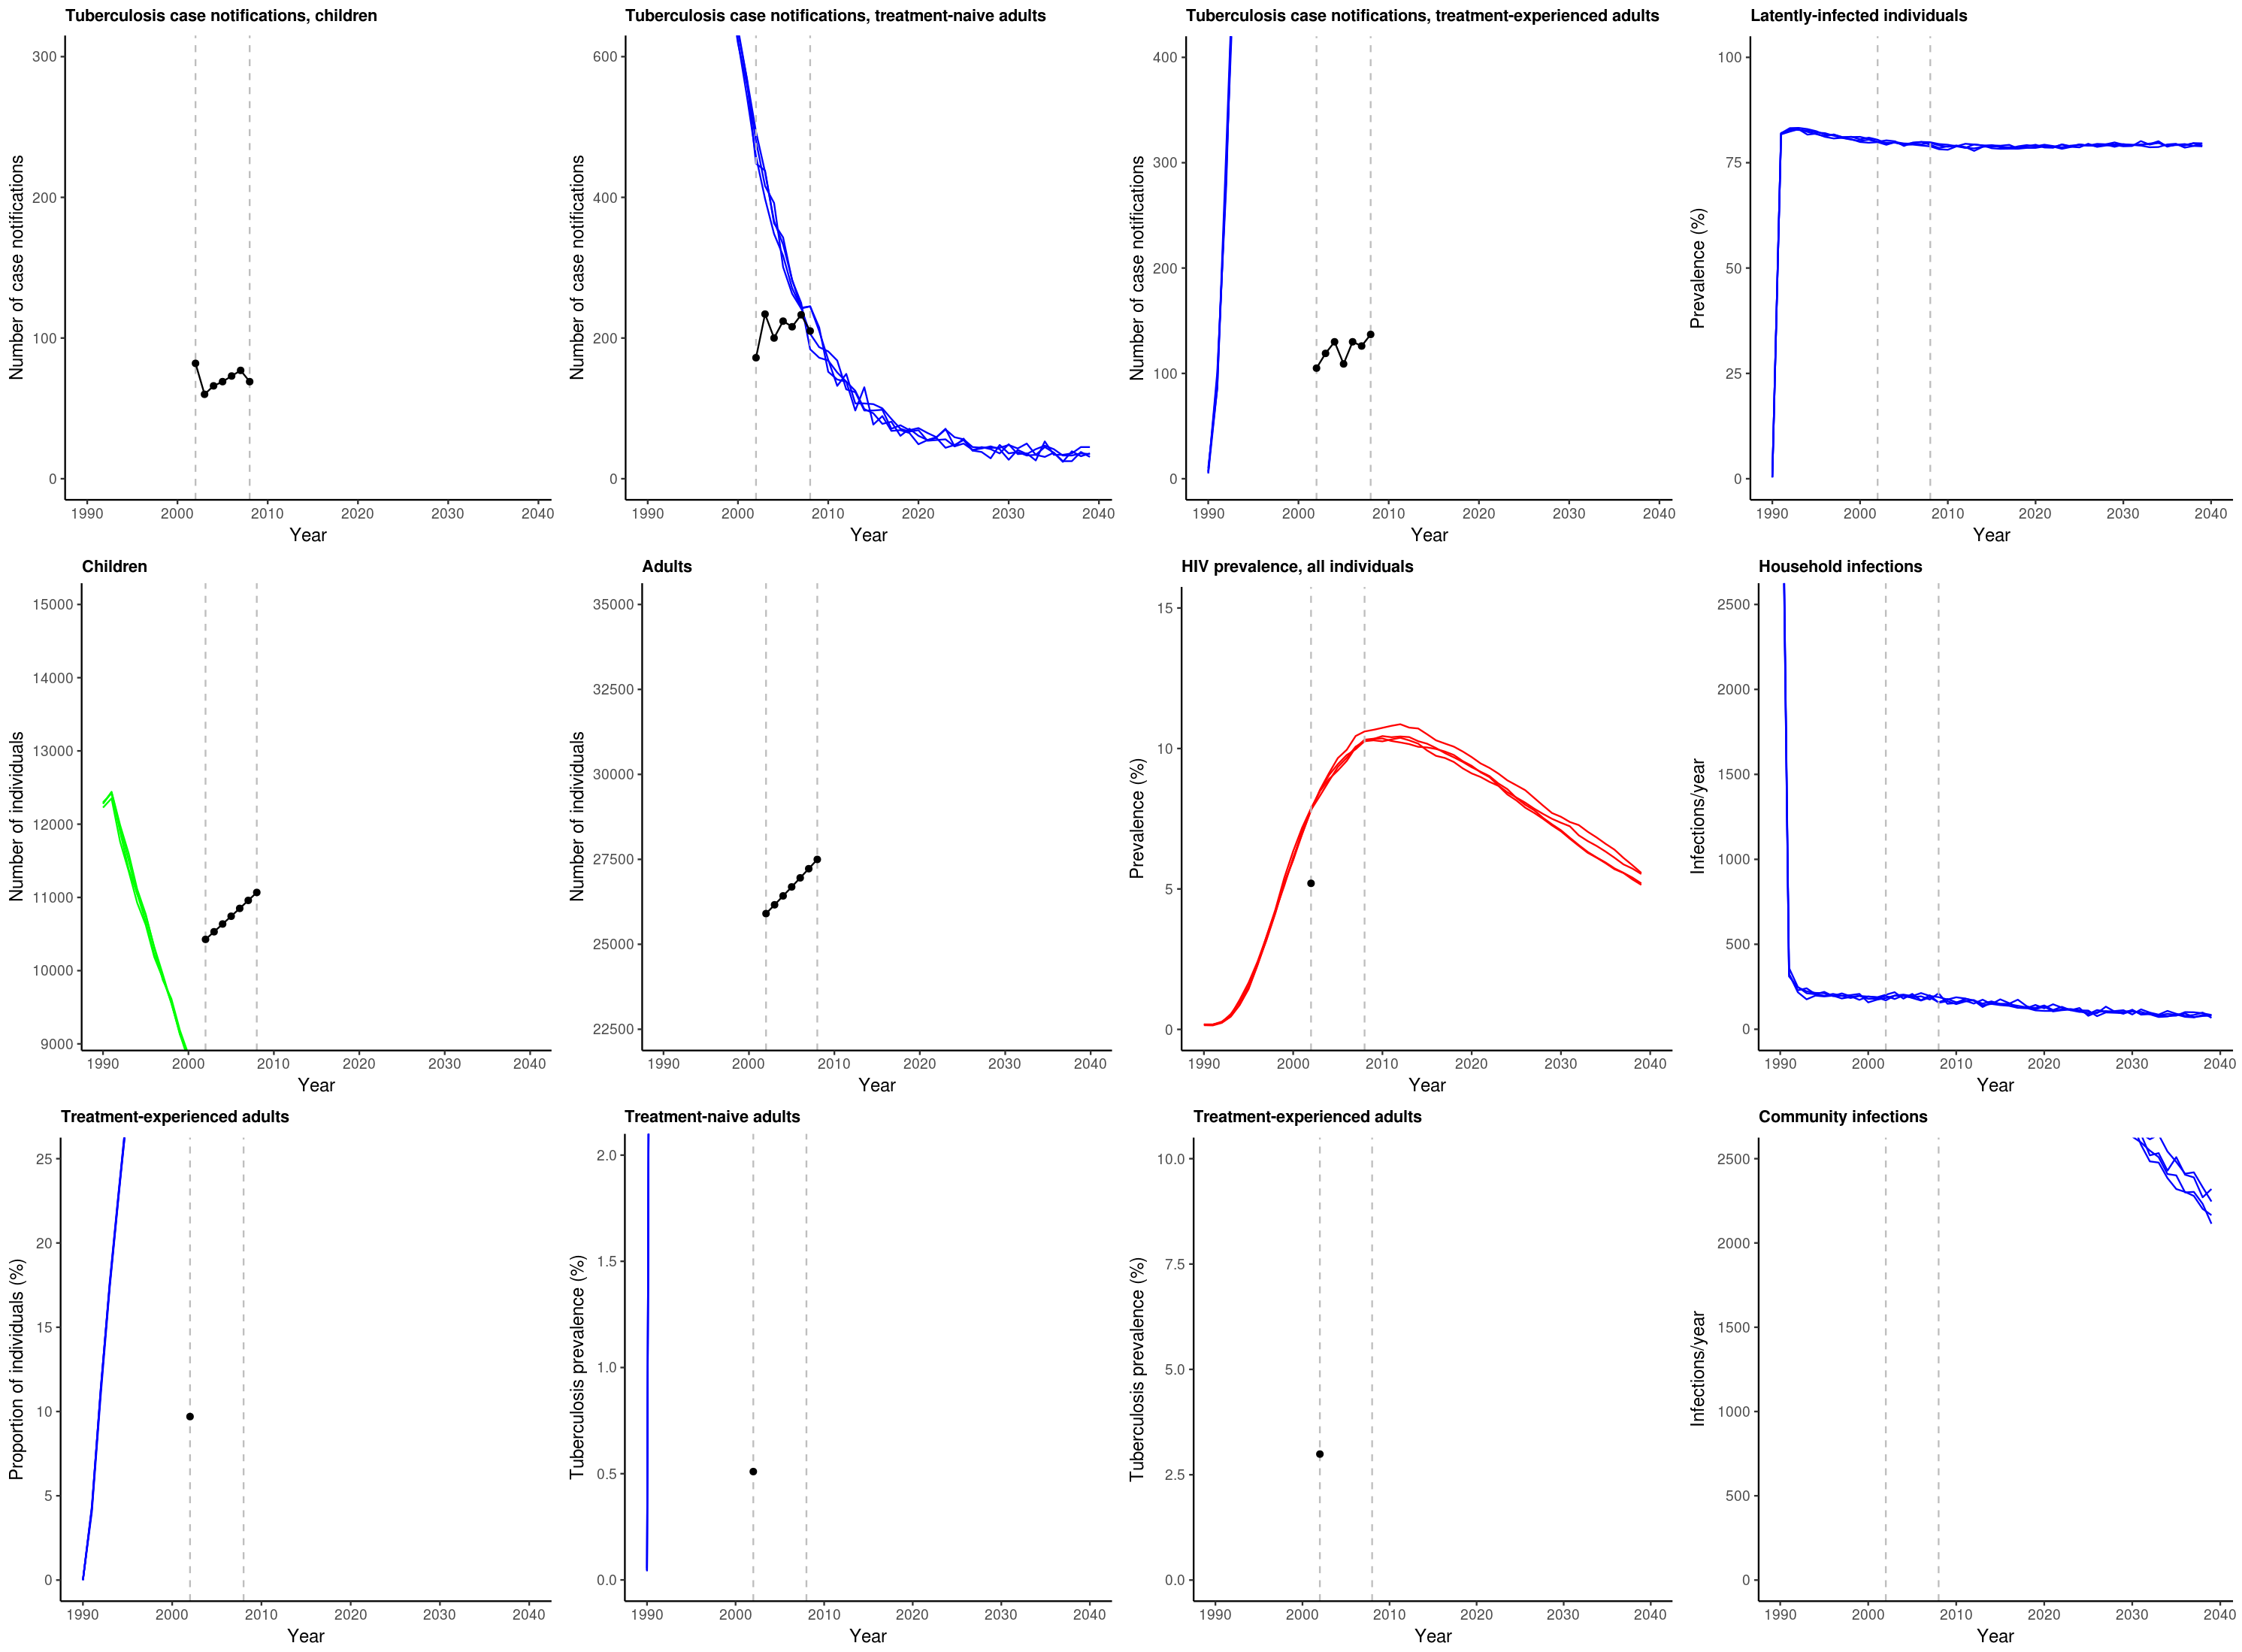 Tuberculosis case notifications, children
Number of case notifications
300
200
100
0
1990 2000 2010 2020 2030 2040
Year
Tuberculosis case notifications, treatment-naive adults
Number of case notifications
600
400
200
0
1990 2000 2010 2020 2030 2040
Year
Tuberculosis case notifications, treatment-experienced adults
Number of case notifications
400
300
200
100
0
1990 2000 2010 2020 2030 2040
Year
Latently-infected individuals
Prevalence (%)
100
75
50
25
0
1990 2000 2010 2020 2030 2040
Year
Children
Number of individuals
15000
14000
13000
12000
11000
10000
9000
1990 2000 2010 2020 2030 2040
Year
Adults
Number of individuals
35000
32500
30000
27500
25000
22500
1990 2000 2010 2020 2030 2040
Year
HIV prevalence, all individuals
Prevalence (%)
15
10
5
0
1990 2000 2010 2020 2030 2040
Year
Household infections
Infections/year
2500
2000
1500
1000
500
0
1990 2000 2010 2020 2030 2040
Year
Treatment-experienced adults
Proportion of individuals (%)
25
20
15
10
5
0
1990 2000 2010 2020 2030 2040
Year
Treatment-naive adults
Tuberculosis prevalence (%)
2.0
1.5
1.0
0.5
0.0
1990 2000 2010 2020 2030 2040
Year
Treatment-experienced adults
Tuberculosis prevalence (%)
10.0
7.5
5.0
2.5
0.0
1990 2000 2010 2020 2030 2040
Year
Community infections
Infections/year
2500
2000
1500
1000
500
0
1990 2000 2010 2020 2030 2040
Year